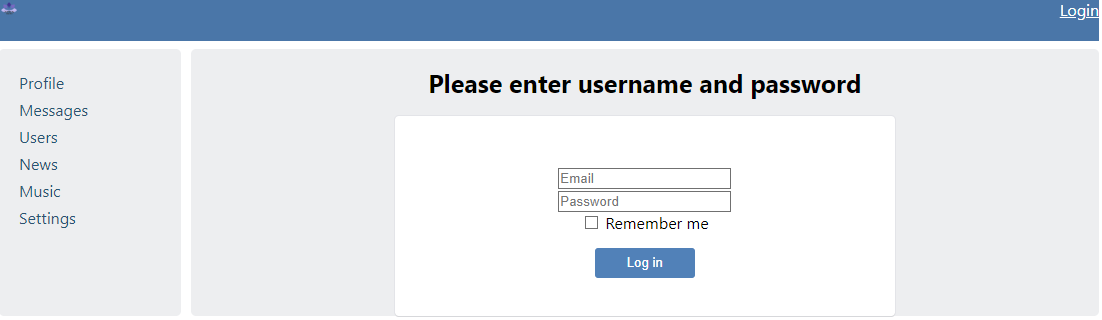 Login
Profile
Messages
Users
News
Music
Settings
Please enter username and password
Email
Password
Remember me
Log in